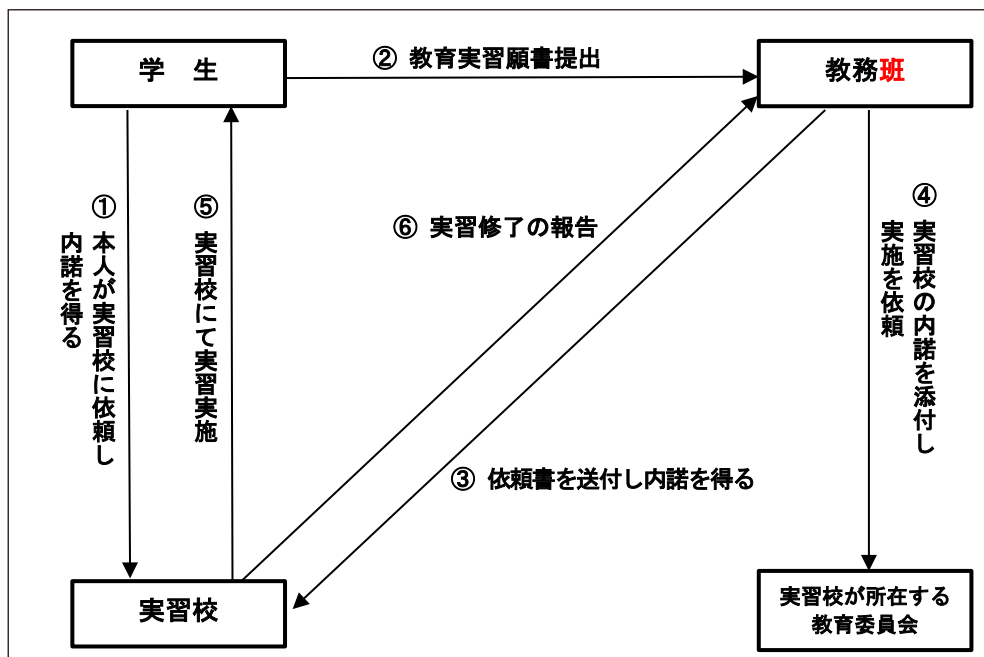 学　生
② 教育実習願書提出
教務班
① 本人が実習校に依頼し
内諾を得る
⑤ 実習校にて実習実施
⑥ 実習修了の報告
④ 実習校の内諾を添付し
実施を依頼
③ 依頼書を送付し内諾を得る
実習校
実習校が所在する
教育委員会